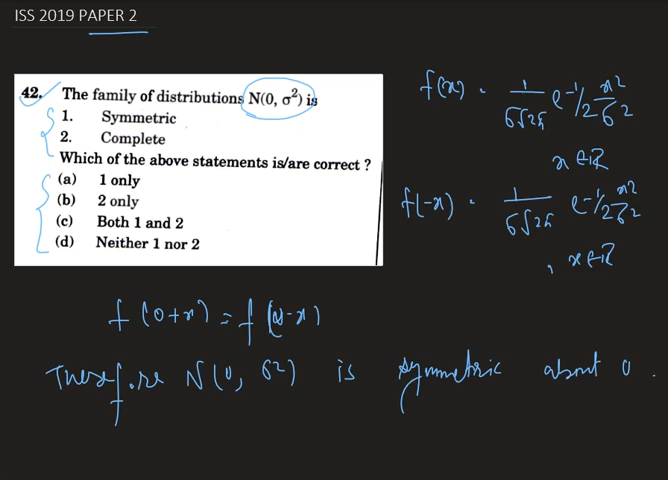 ISS 2019 PAPER 2
42. The family of distributions N(0, σ²) is
1. Symmetric
2. Complete
Which of the above statements is/are correct ?
(a) 1 only
(b) 2 only
(c) Both 1 and 2
(d) Neither 1 nor 2
f(x) = 1/(σ√2π) e^(-1/2 x²/σ²)
x ∈ R
f(-x) = 1/(σ√2π) e^(-1/2 x²/σ²)
, x ∈ R
f(0+x) = f(0-x)
Therefore N(0, σ²) is symmetric about 0.